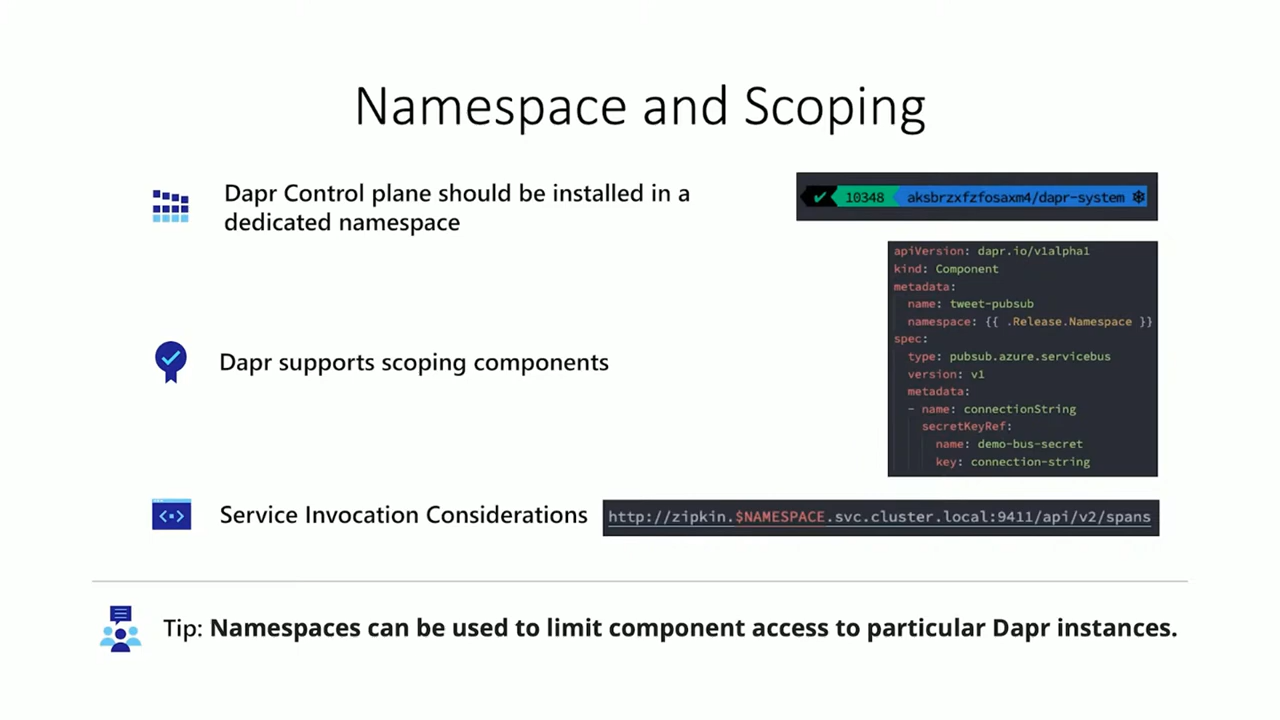 Namespace and Scoping
Dapr Control plane should be installed in a
dedicated namespace
✓ 10348 aksbrzxfzfosaxm4/dapr-system
apiVersion: dapr.io/v1alpha1
kind: Component
metadata:
name: tweet-pubsub
namespace: {{ .Release.Namespace }}
spec:
type: pubsub.azure.servicebus
version: v1
metadata:
- name: connectionString
secretKeyRef:
name: demo-bus-secret
key: connection-string
Dapr supports scoping components
Service Invocation Considerations
http://zipkin.$NAMESPACE.svc.cluster.local:9411/api/v2/spans
Tip: Namespaces can be used to limit component access to particular Dapr instances.